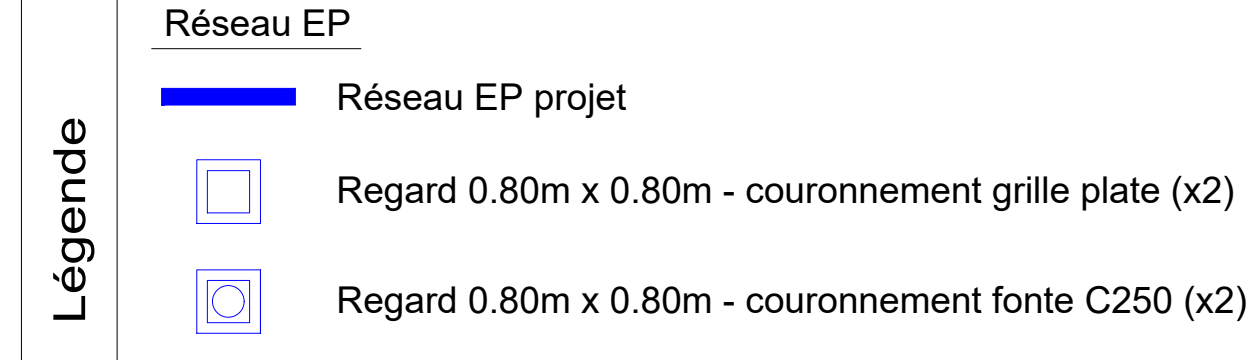 Légende
Réseau EP
Réseau EP projet
Regard 0.80m x 0.80m - couronnement grille plate (x2)
Regard 0.80m x 0.80m - couronnement fonte C250 (x2)